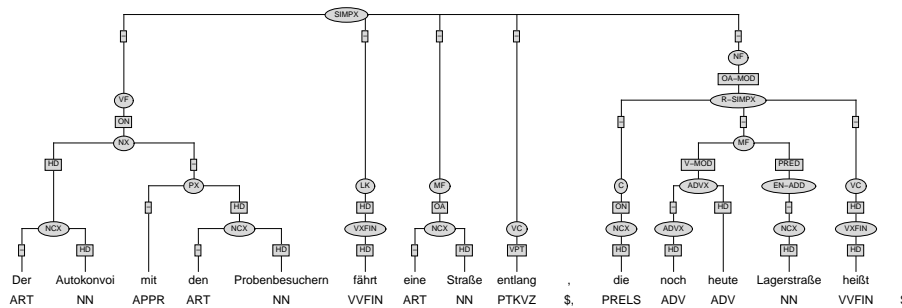 SIMPX
– – – – –
NF
OA–MOD
VF R–SIMPX
ON – – –
NX MF
HD – V–MOD PRED
PX LK MF C ADVX EN–ADD VC
– HD HD OA ON – HD – HD
NCX NCX VXFIN NCX VC NCX ADVX NCX VXFIN
– HD – HD HD – HD VPT HD HD HD HD
Der Autokonvoi mit den Probenbesuchern fährt eine Straße entlang , die noch heute Lagerstraße heißt
ART NN APPR ART NN VVFIN ART NN PTKVZ $, PRELS ADV ADV NN VVFIN